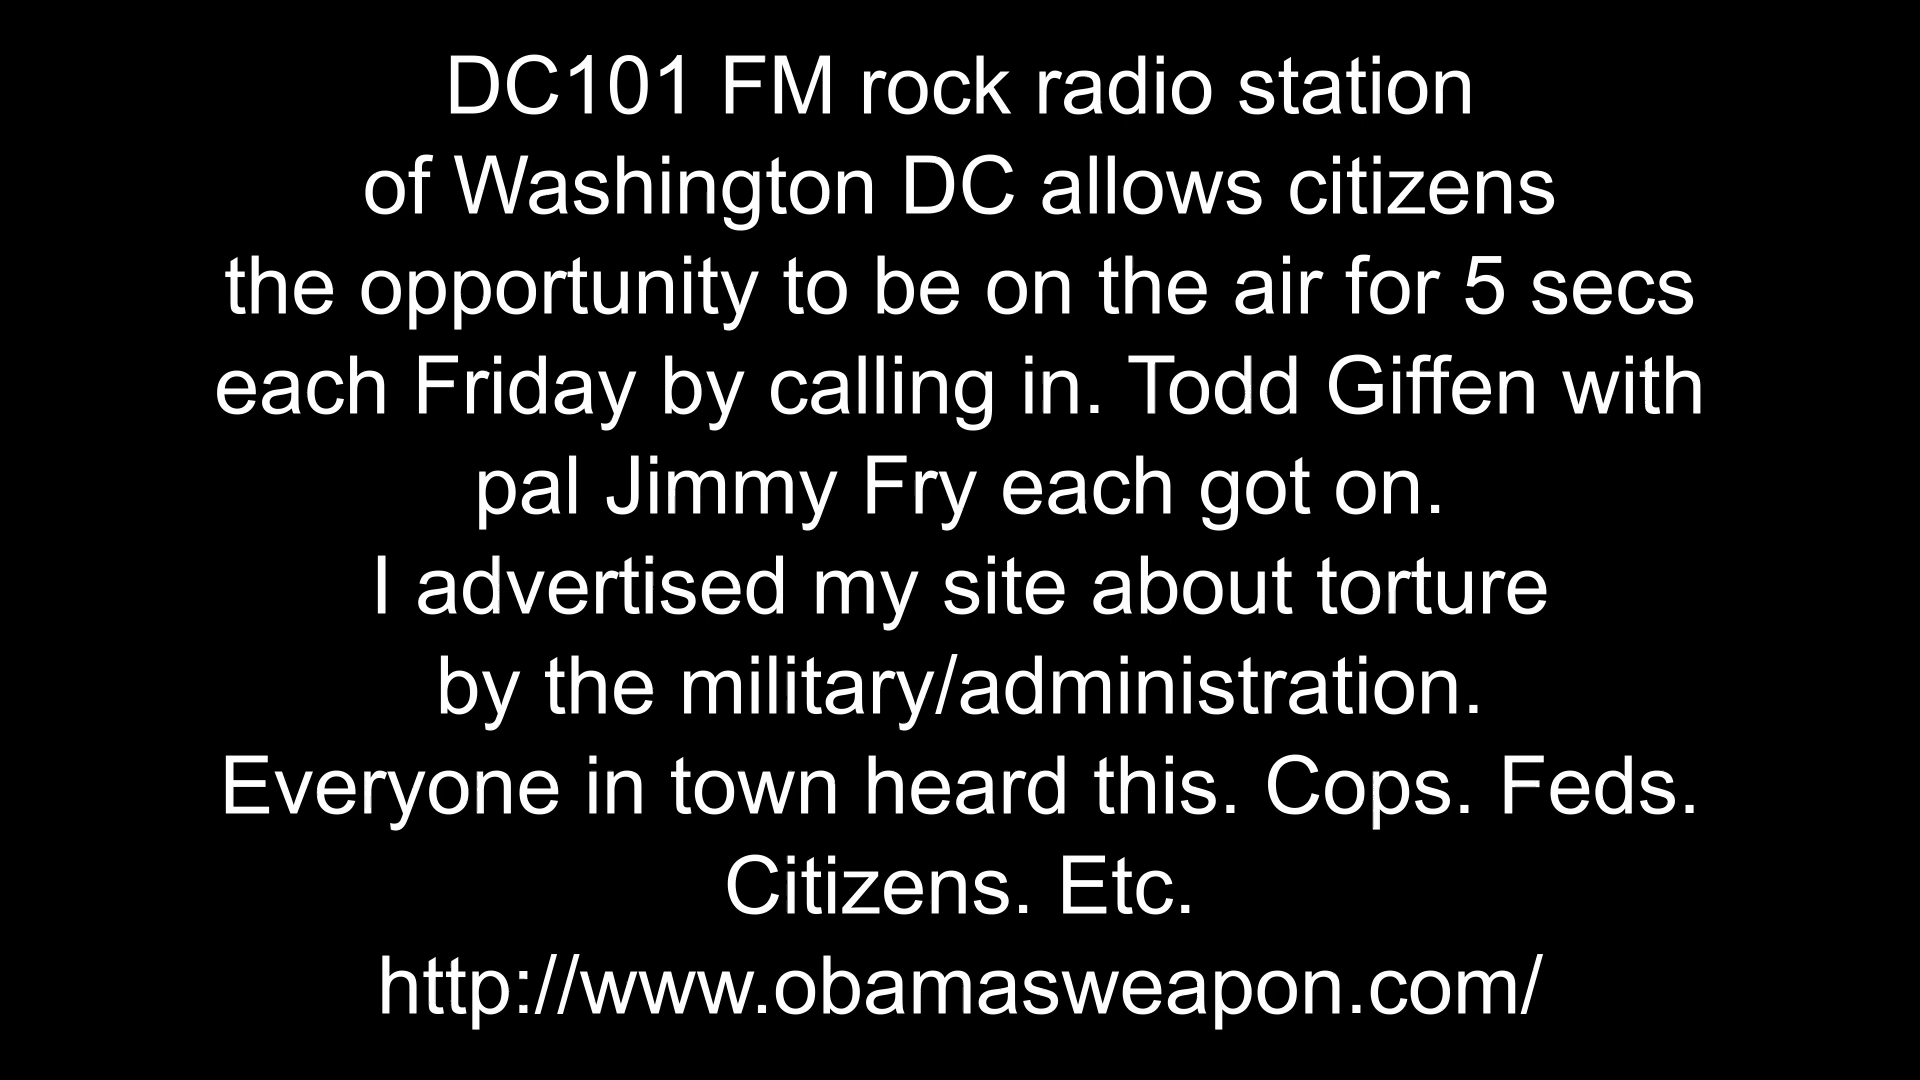 DC101 FM rock radio station
of Washington DC allows citizens
the opportunity to be on the air for 5 secs
each Friday by calling in. Todd Giffen with
pal Jimmy Fry each got on.
I advertised my site about torture
by the military/administration.
Everyone in town heard this. Cops. Feds.
Citizens. Etc.
http://www.obamasweapon.com/